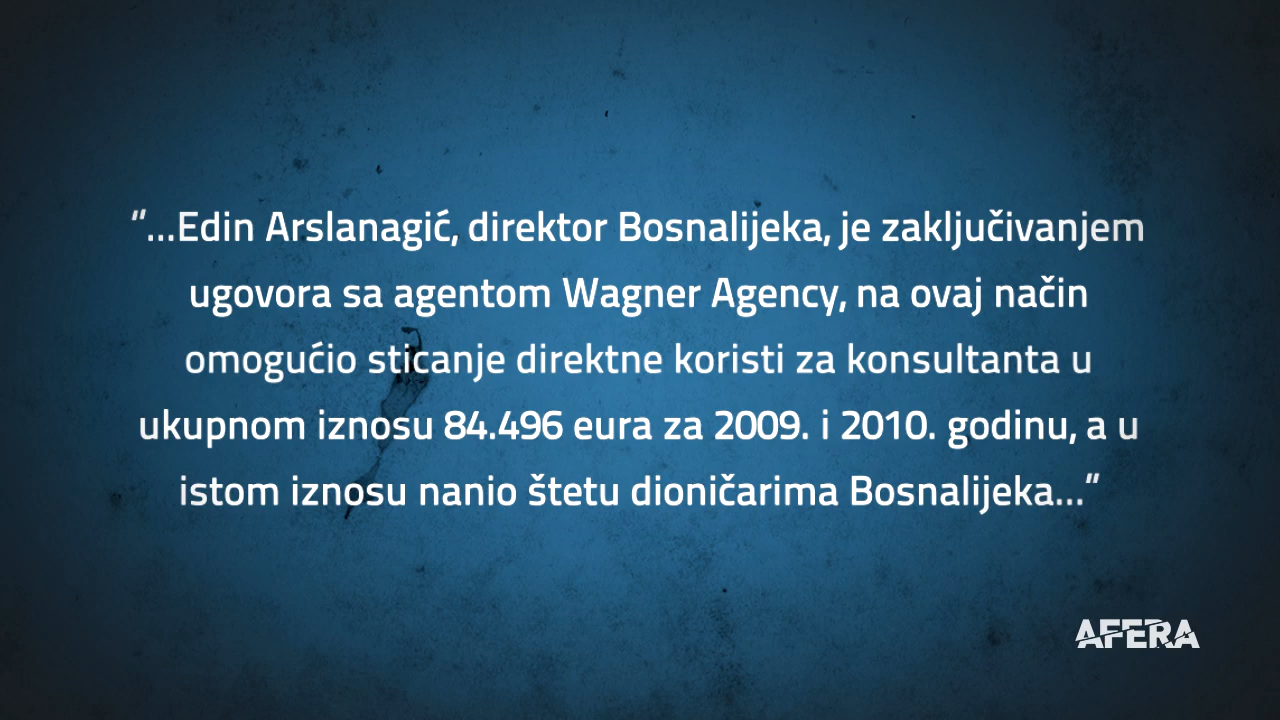 "...Edin Arslanagić, direktor Bosnalijeka, je zaključivanjem
ugovora sa agentom Wagner Agency, na ovaj način
omogućio sticanje direktne koristi za konsultanta u
ukupnom iznosu 84.496 eura za 2009. i 2010. godinu, a u
istom iznosu nanio štetu dioničarima Bosnalijeka..."
AFERA